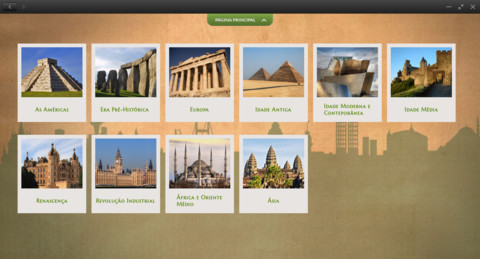 PÁGINA PRINCIPAL
As Américas
Era Pré-Histórica
Europa
Idade Antiga
Idade Moderna e
Contemporânea
Idade Média
Renascença
Revolução Industrial
África e Oriente
Médio
Ásia